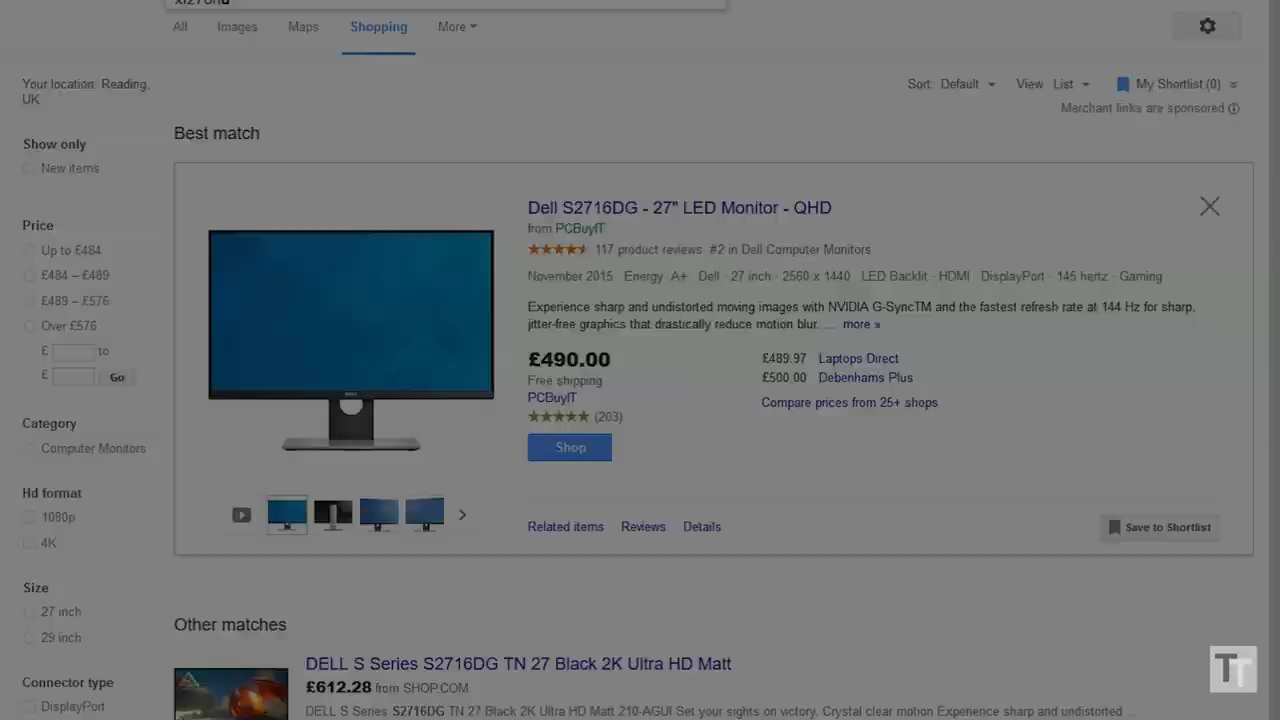 All Images Maps Shopping More
Your location: Reading,
UK
Sort: Default View List My Shortlist (0)
Merchant links are sponsored
Best match
Show only
New items
Price
Up to £484
£484 – £489
£489 – £576
Over £576
£ to
£ Go
Category
Computer Monitors
Hd format
1080p
4K
Size
27 inch
29 inch
Connector type
DisplayPort
Dell S2716DG - 27" LED Monitor - QHD
from PCBuyIT
117 product reviews #2 in Dell Computer Monitors
November 2015 Energy A+ Dell · 27 inch · 2560 x 1440 LED Backlit · HDMI DisplayPort · 145 hertz · Gaming
Experience sharp and undistorted moving images with NVIDIA G-SyncTM and the fastest refresh rate at 144 Hz for sharp,
jitter-free graphics that drastically reduce motion blur. ... more »
£490.00
Free shipping
PCBuyIT
(203)
Shop
£489.97 Laptops Direct
£500.00 Debenhams Plus
Compare prices from 25+ shops
Related items Reviews Details
Save to Shortlist
Other matches
DELL S Series S2716DG TN 27 Black 2K Ultra HD Matt
£612.28 from SHOP.COM
DELL S Series S2716DG TN 27 Black 2K Ultra HD Matt 210-AGUI Set your sights on victory. Crystal clear motion Experience sharp and undistorted ...
TT